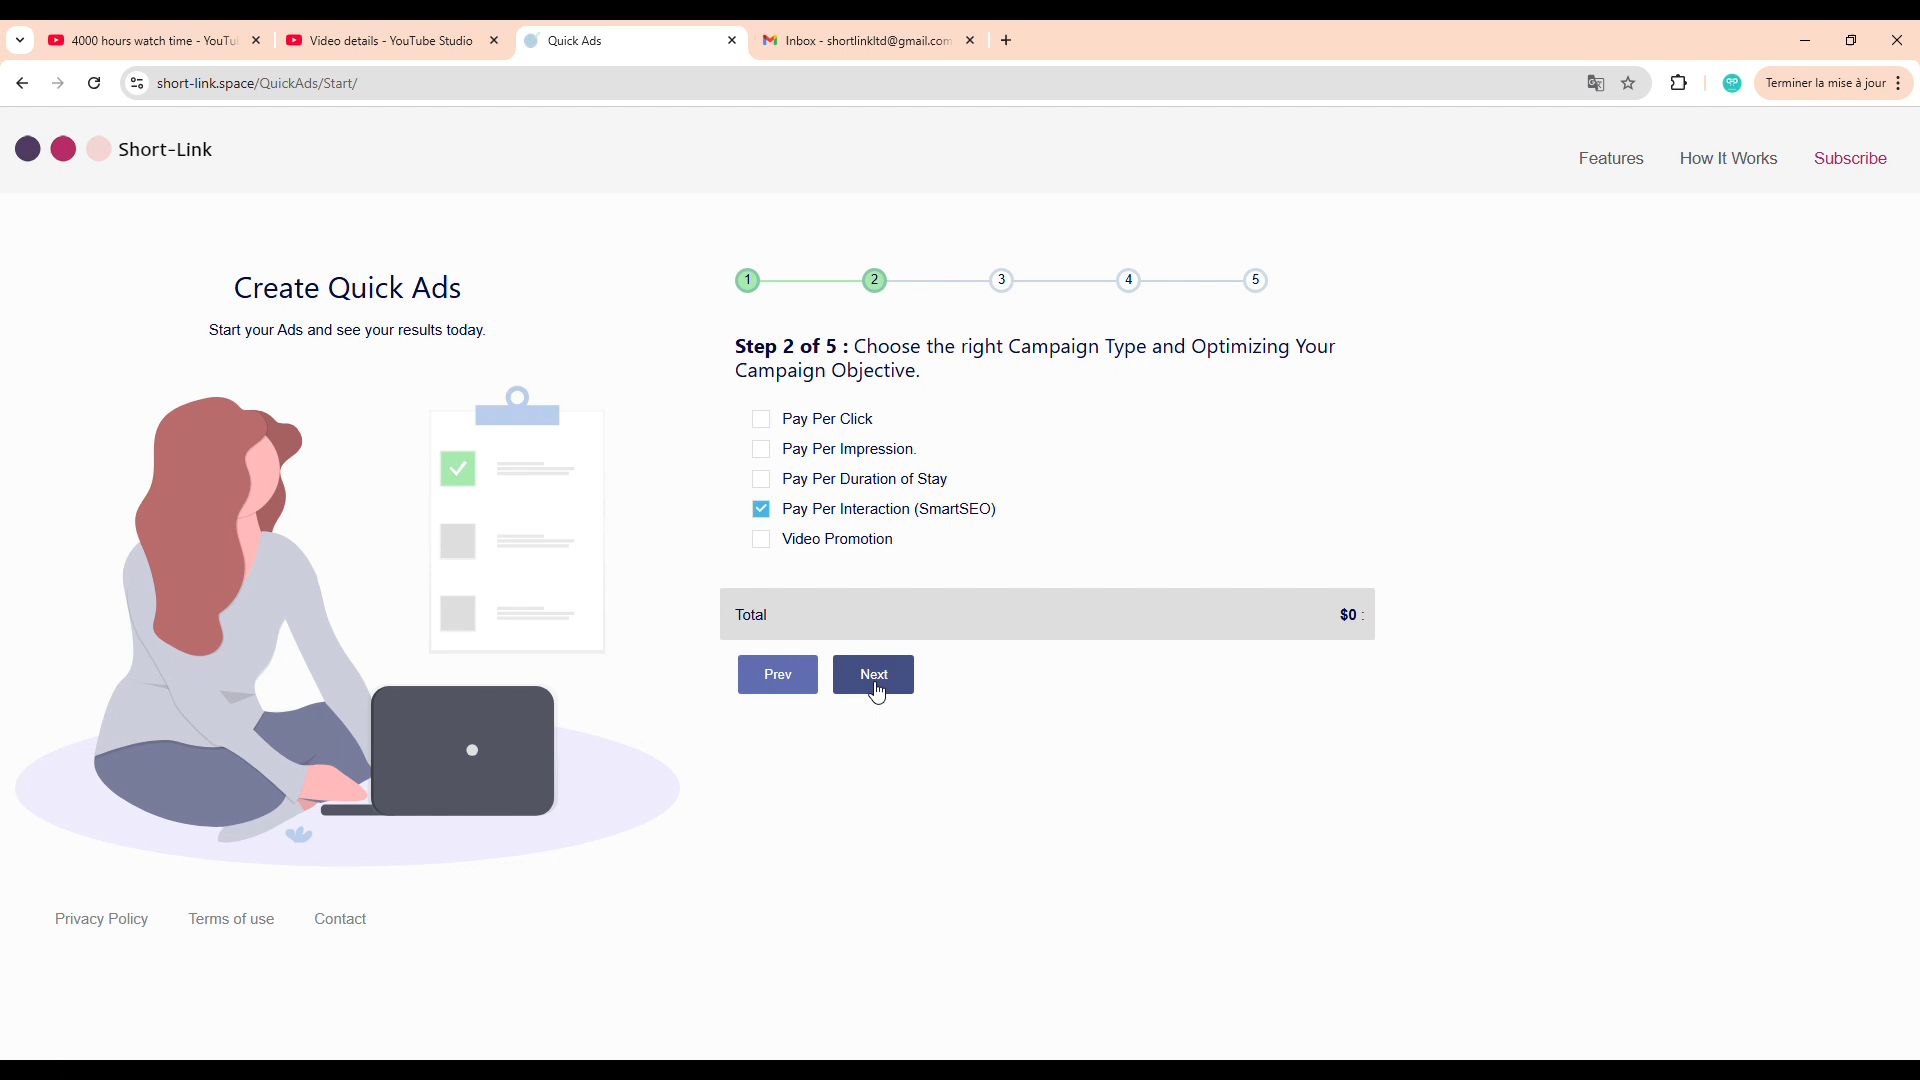 4000 hours watch time - YouTu
Video details - YouTube Studio
Quick Ads
Inbox - shortlinkltd@gmail.com
short-link.space/QuickAds/Start/
Terminer la mise à jour
Short-Link
Features
How It Works
Subscribe
Create Quick Ads
Start your Ads and see your results today.
1
2
3
4
5
Step 2 of 5 : Choose the right Campaign Type and Optimizing Your
Campaign Objective.
Pay Per Click
Pay Per Impression.
Pay Per Duration of Stay
Pay Per Interaction (SmartSEO)
Video Promotion
Total
$0 :
Prev
Next
Privacy Policy
Terms of use
Contact